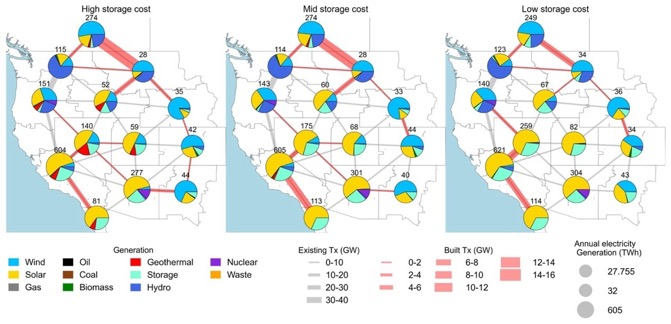 High storage cost
Mid storage cost
Low storage cost
274
115
28
151
52
35
140
59
42
604
277
44
81
274
114
28
143
60
33
175
68
44
605
301
40
113
249
123
34
140
67
36
259
82
34
621
304
43
114
Generation
Wind
Oil
Geothermal
Nuclear
Solar
Coal
Storage
Waste
Gas
Biomass
Hydro
Existing Tx (GW)
0-10
10-20
20-30
30-40
Built Tx (GW)
0-2
6-8
12-14
2-4
8-10
14-16
4-6
10-12
Annual electricity
Generation (TWh)
27.755
32
605